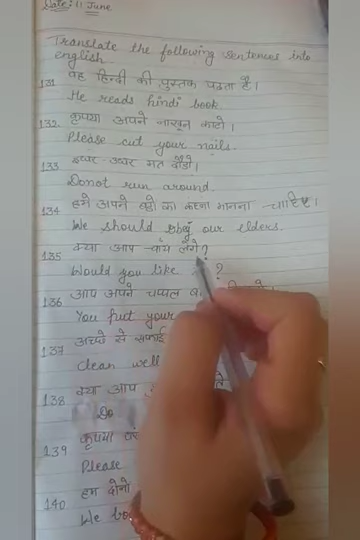 Date: 11 June
Translate the following sentences into
english
131. वह हिन्दी की पुस्तक पढता है।
He reads hindi book
132. कृपया अपने नाखून काटो।
Please cut your nails.
133. इधर उधर मत दौडो।
Donot run around.
134 हमे अपने बडो का कहना मानना चाहिए।
We should obey our elders.
135 क्या आप चाय लेंगे?
Would you like ?
136 आप अपने चप्पल
You put your
137. अच्छे से सफाई
clean well
138. क्या आप
Do
139 कृपया
Please
140 हम दोनो
We